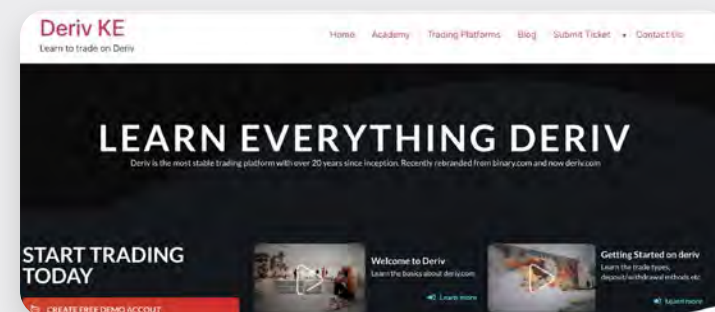 Deriv KE
Learn to trade on Deriv
Home Academy Trading Platforms Blog Submit Ticket Contact Us
LEARN EVERYTHING DERIV
Deriv is the most stable trading platform with over 20 years since inception. Recently rebranded from binary.com and now deriv.com
START TRADING
TODAY
CREATE FREE DEMO ACCOUT
Welcome to Deriv
Learn the basics about deriv.com
Learn more
Getting Started on deriv
Learn the trade types,
deposit/withdrawal mthods etc
Learn more